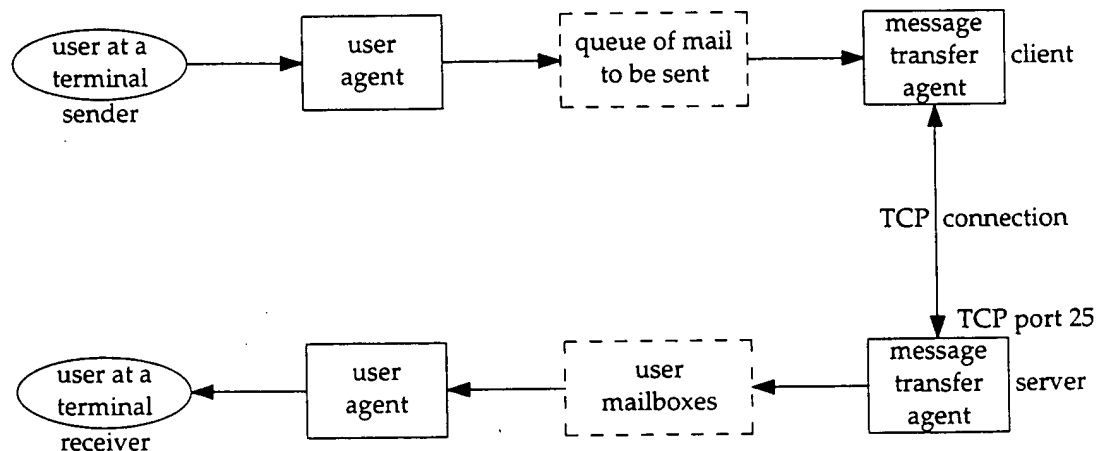 user at a
terminal
sender
user
agent
queue of mail
to be sent
message
transfer
agent
client
TCP connection
TCP port 25
user at a
terminal
receiver
user
agent
user
mailboxes
message
transfer
agent
server